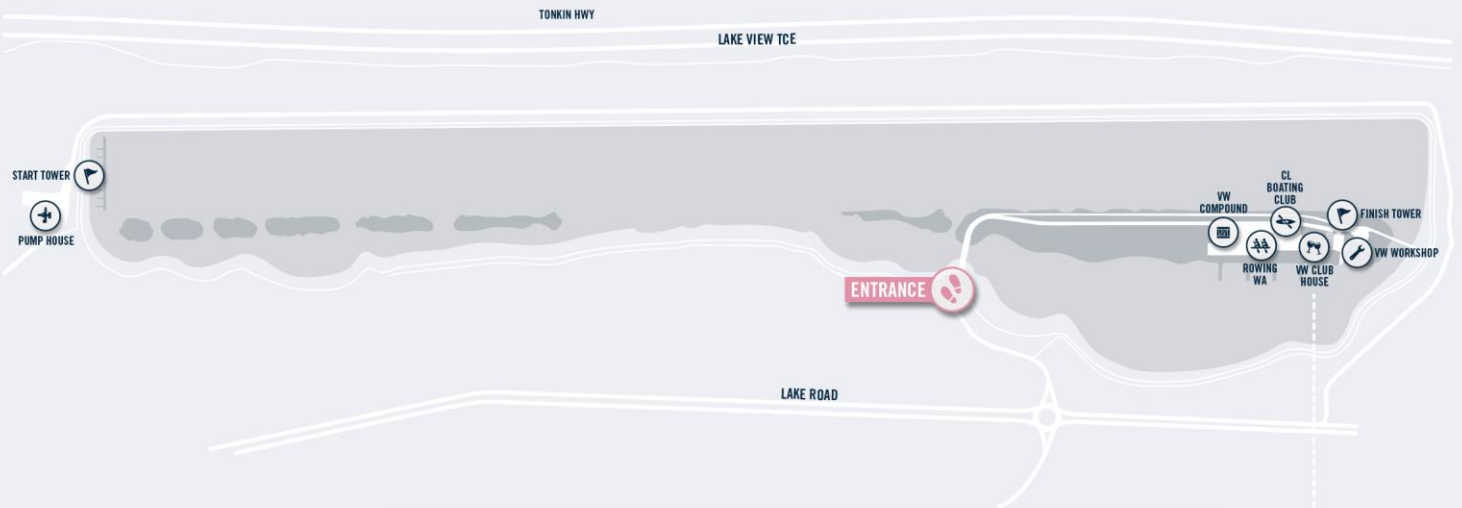 TONKIN HWY
LAKE VIEW TCE
START TOWER
PUMP HOUSE
VW
COMPOUND
CL
BOATING
CLUB
FINISH TOWER
VW WORKSHOP
ROWING
WA
VW CLUB
HOUSE
ENTRANCE
LAKE ROAD